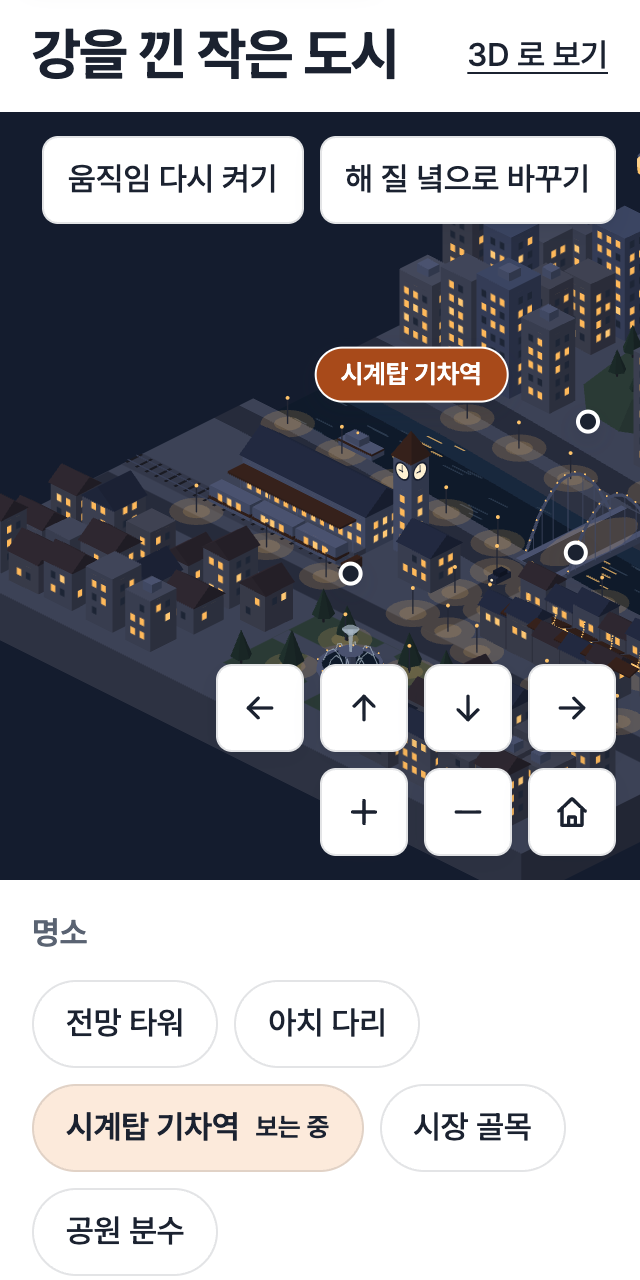 강을 낀 작은 도시
3D 로 보기
움직임 다시 켜기
해 질 녘으로 바꾸기
시계탑 기차역
명소
전망 타워
아치 다리
시계탑 기차역 보는 중
시장 골목
공원 분수